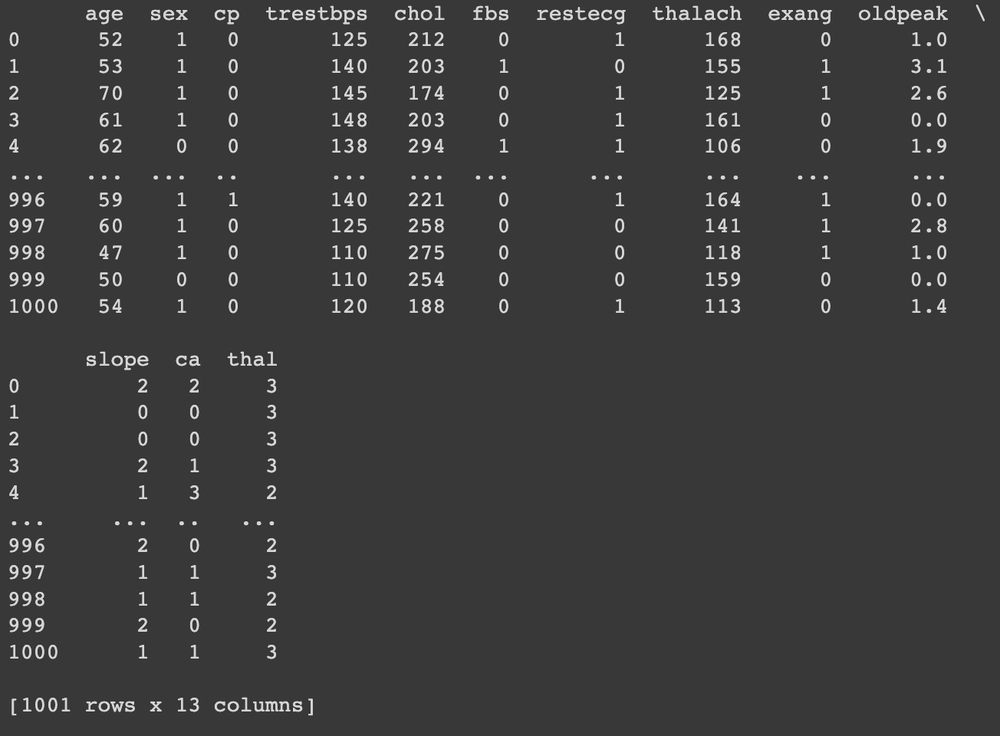 age sex cp trestbps chol fbs restecg thalach exang oldpeak \
0 52 1 0 125 212 0 1 168 0 1.0
1 53 1 0 140 203 1 0 155 1 3.1
2 70 1 0 145 174 0 1 125 1 2.6
3 61 1 0 148 203 0 1 161 0 0.0
4 62 0 0 138 294 1 1 106 0 1.9
... ... ... .. ... ... ... ... ... ... ...
996 59 1 1 140 221 0 1 164 1 0.0
997 60 1 0 125 258 0 0 141 1 2.8
998 47 1 0 110 275 0 0 118 1 1.0
999 50 0 0 110 254 0 0 159 0 0.0
1000 54 1 0 120 188 0 1 113 0 1.4
slope ca thal
0 2 2 3
1 0 0 3
2 0 0 3
3 2 1 3
4 1 3 2
... ... .. ...
996 2 0 2
997 1 1 3
998 1 1 2
999 2 0 2
1000 1 1 3
[1001 rows x 13 columns]